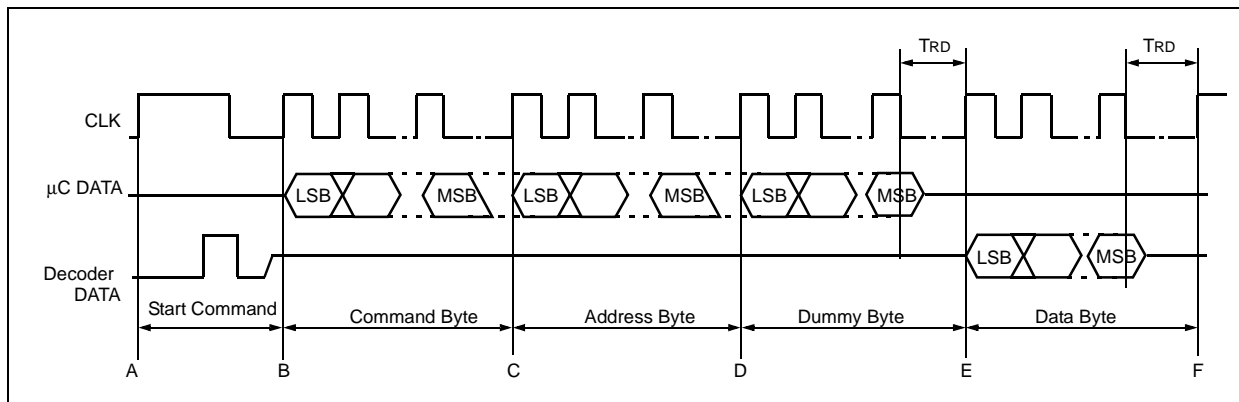 TRD TRD
CLK
μC DATA LSB MSB LSB MSB LSB MSB
Decoder DATA LSB MSB
Start Command Command Byte Address Byte Dummy Byte Data Byte
A B C D E F